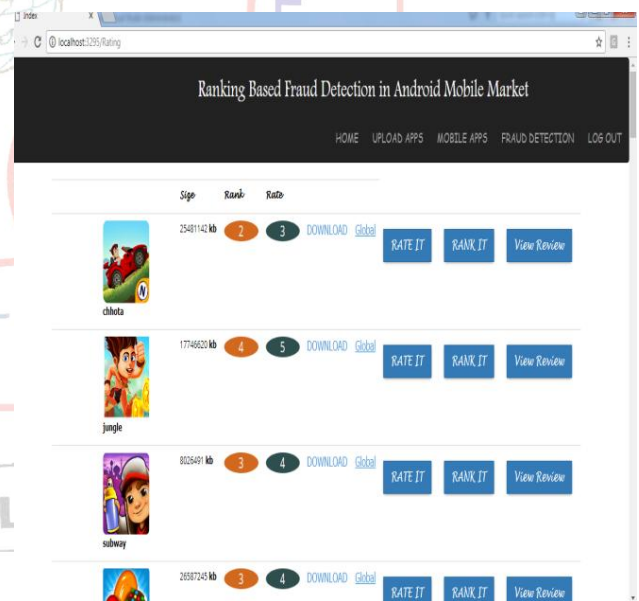 Index x
localhost:3295/Rating
Ranking Based Fraud Detection in Android Mobile Market
HOME UPLOAD APPS MOBILE APPS FRAUD DETECTION LOG OUT
Size Rank Rate
25481142 kb 2 3 DOWNLOAD Global RATE IT RANK IT View Review
N
chhota
17746620 kb 4 5 DOWNLOAD Global RATE IT RANK IT View Review
jungle
8026491 kb 3 4 DOWNLOAD Global RATE IT RANK IT View Review
subway
26587245 kb 3 4 DOWNLOAD Global RATE IT RANK IT View Review